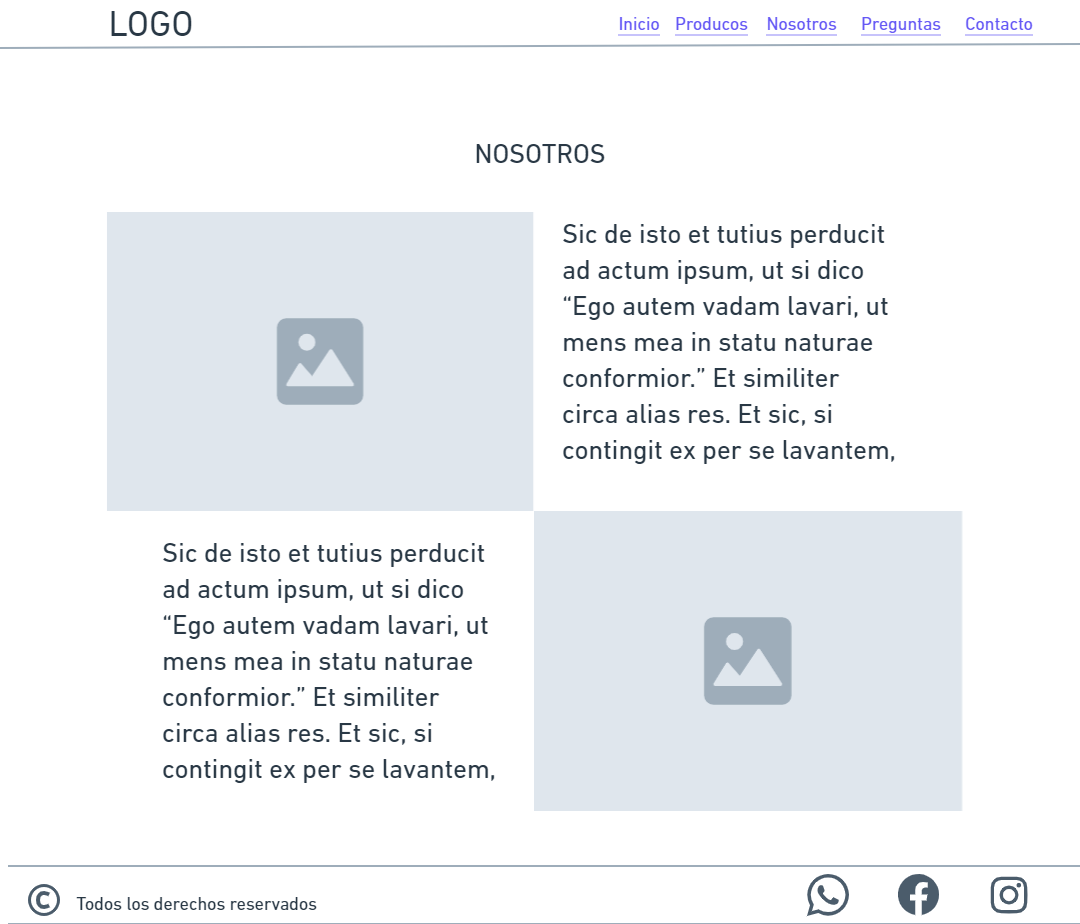 LOGO
Inicio Producos Nosotros Preguntas Contacto
NOSOTROS
Sic de isto et tutius perducit
ad actum ipsum, ut si dico
“Ego autem vadam lavari, ut
mens mea in statu naturae
conformior.” Et similiter
circa alias res. Et sic, si
contingit ex per se lavantem,
Sic de isto et tutius perducit
ad actum ipsum, ut si dico
“Ego autem vadam lavari, ut
mens mea in statu naturae
conformior.” Et similiter
circa alias res. Et sic, si
contingit ex per se lavantem,
© Todos los derechos reservados